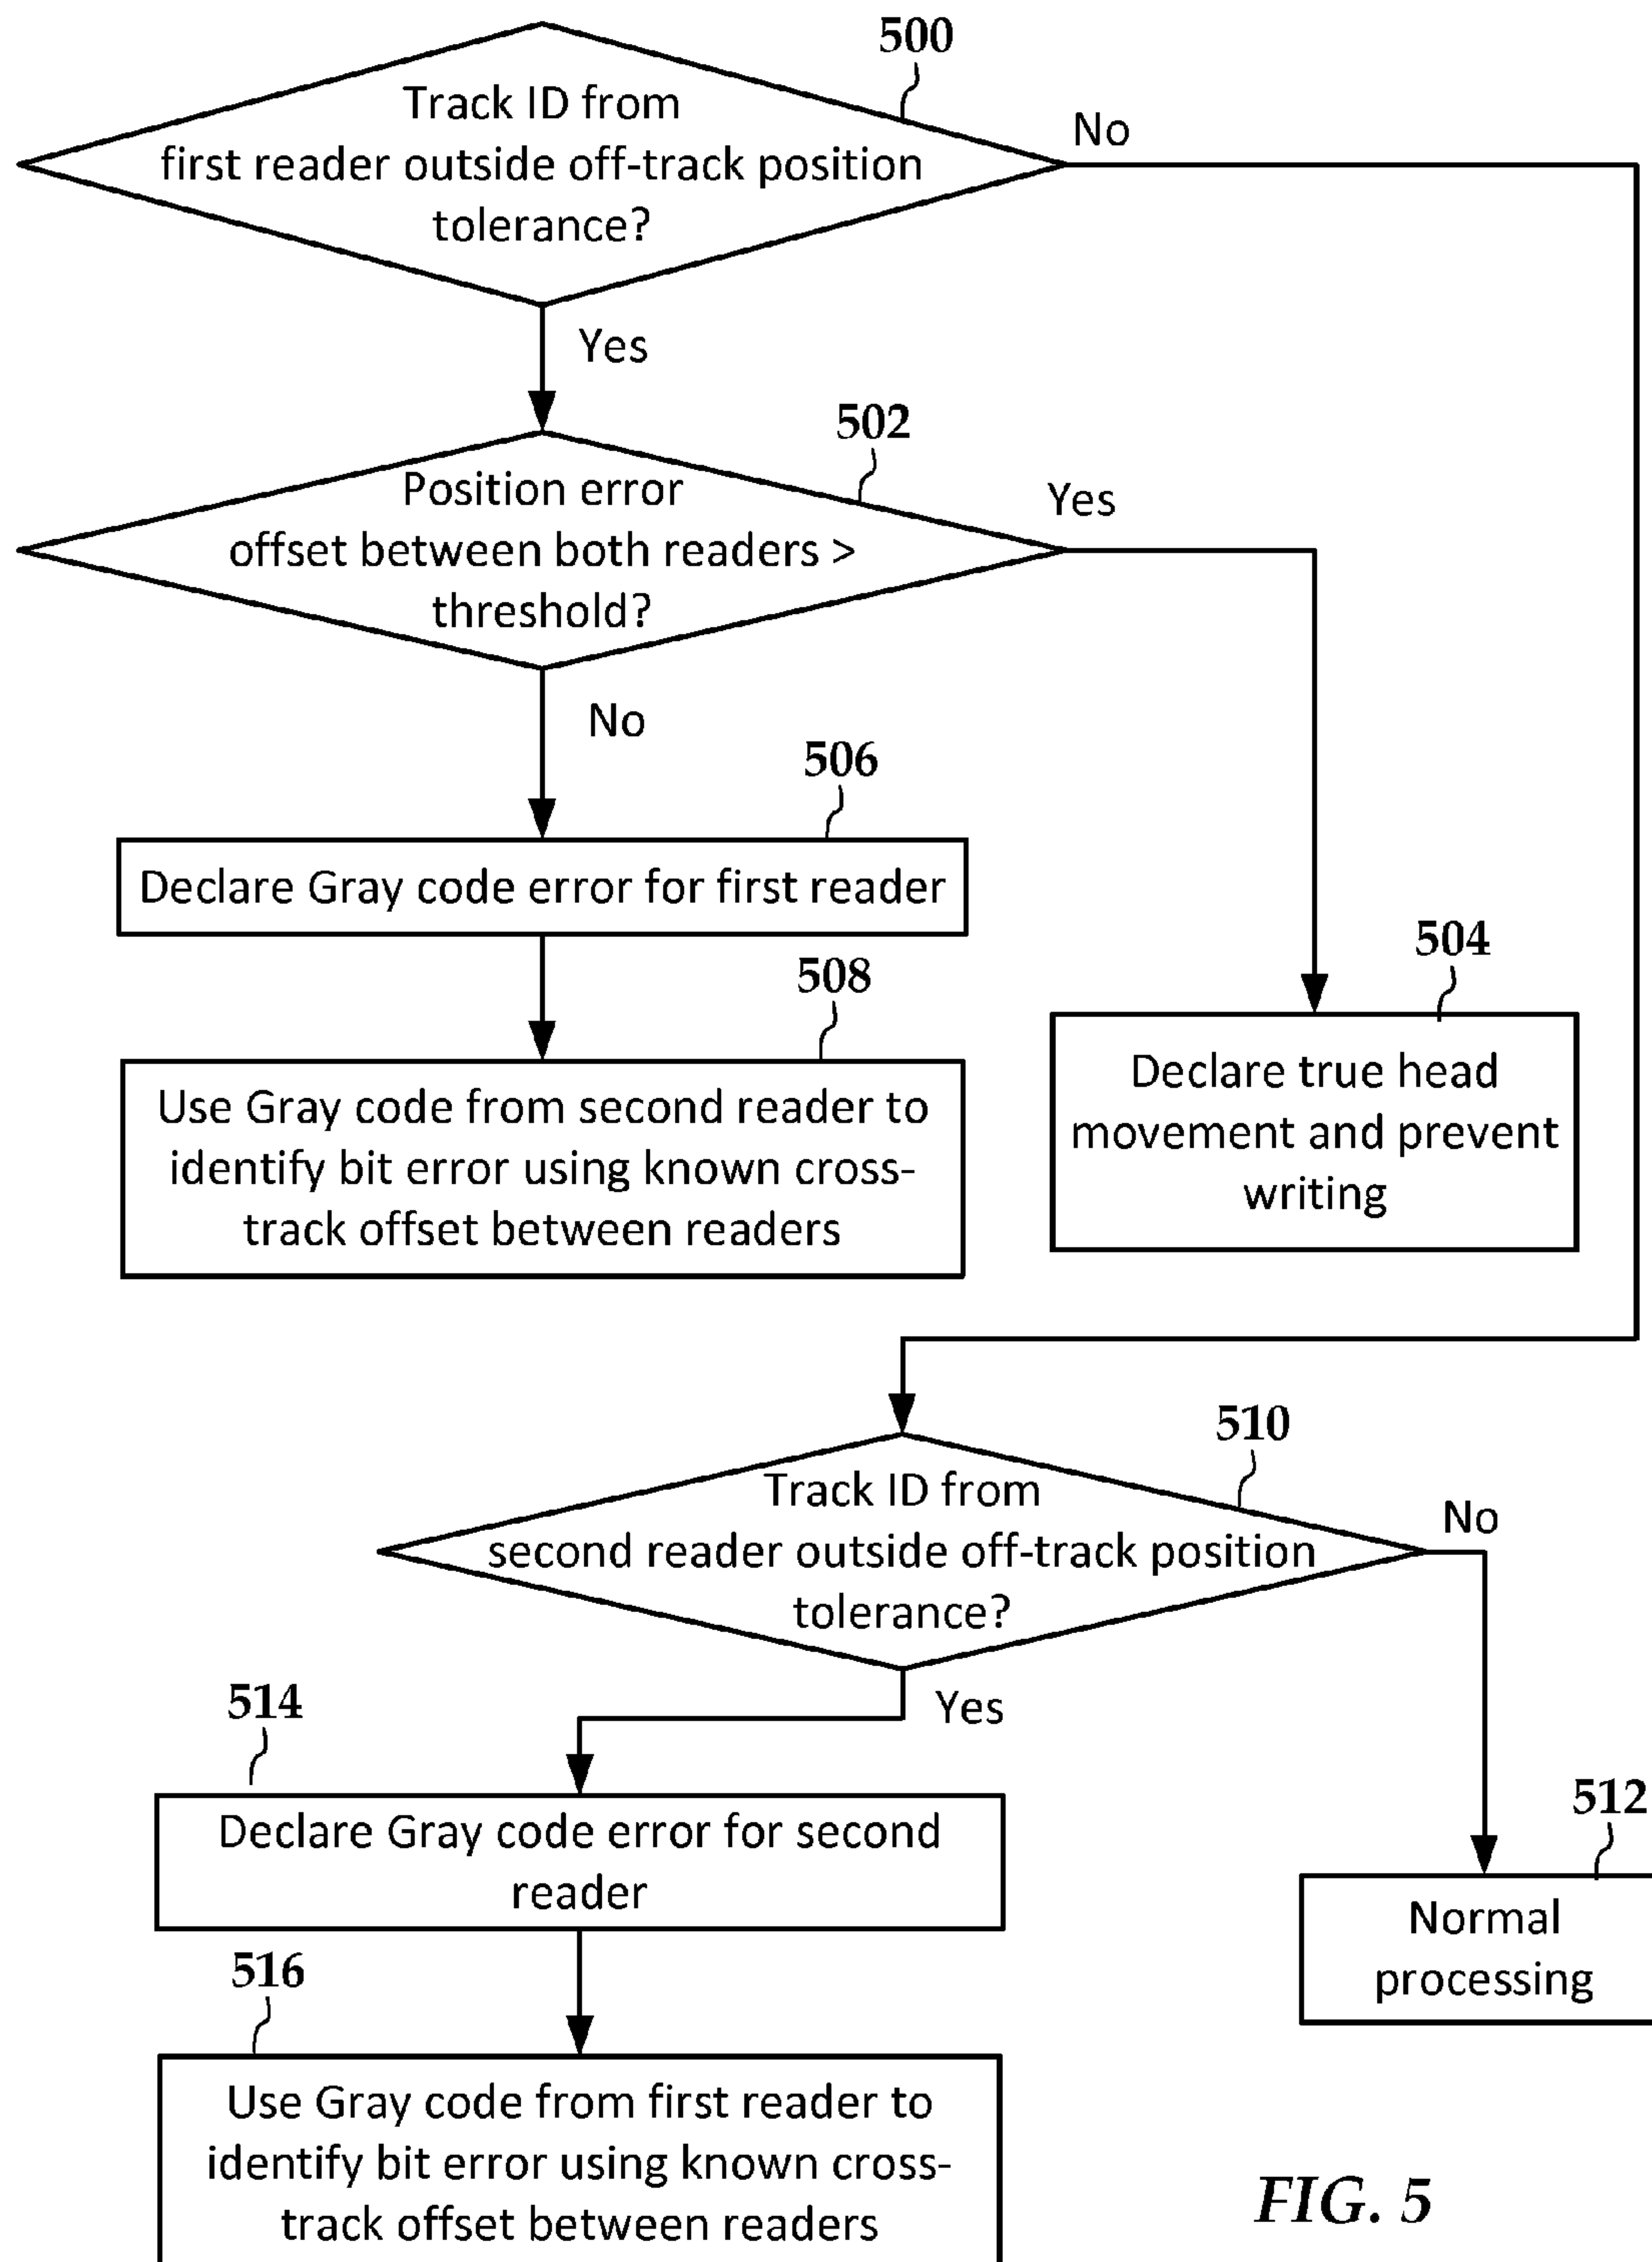 500
Track ID from
first reader outside off-track position
tolerance?
No
Yes
502
Position error
offset between both readers >
threshold?
Yes
No
506
Declare Gray code error for first reader
508
Use Gray code from second reader to
identify bit error using known cross-
track offset between readers
504
Declare true head
movement and prevent
writing
510
Track ID from
second reader outside off-track position
tolerance?
No
Yes
514
Declare Gray code error for second
reader
512
Normal
processing
516
Use Gray code from first reader to
identify bit error using known cross-
track offset between readers
FIG. 5